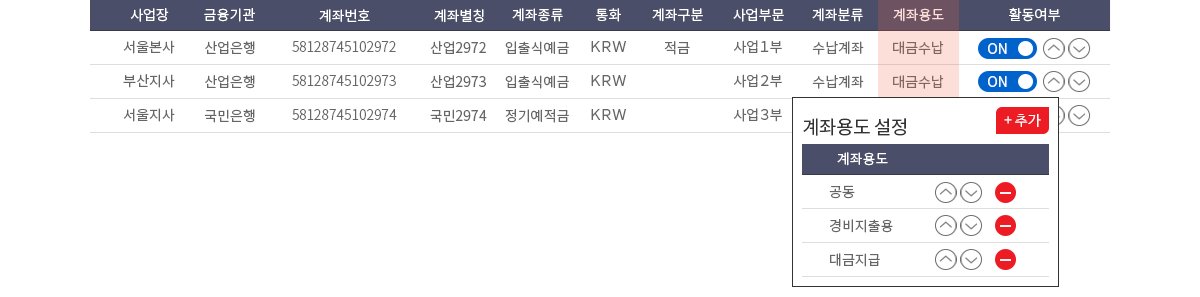 사업장 금융기관 계좌번호 계좌별칭 계좌종류 통화 계좌구분 사업부문 계좌분류 계좌용도 활동여부
서울본사 산업은행 58128745102972 산업2972 입출식예금 KRW 적금 사업1부 수납계좌 대금수납 ON
부산지사 산업은행 58128745102973 산업2973 입출식예금 KRW 사업2부 수납계좌 대금수납 ON
서울지사 국민은행 58128745102974 국민2974 정기예적금 KRW 사업3부
계좌용도 설정 + 추가
계좌용도
공동
경비지출용
대금지급